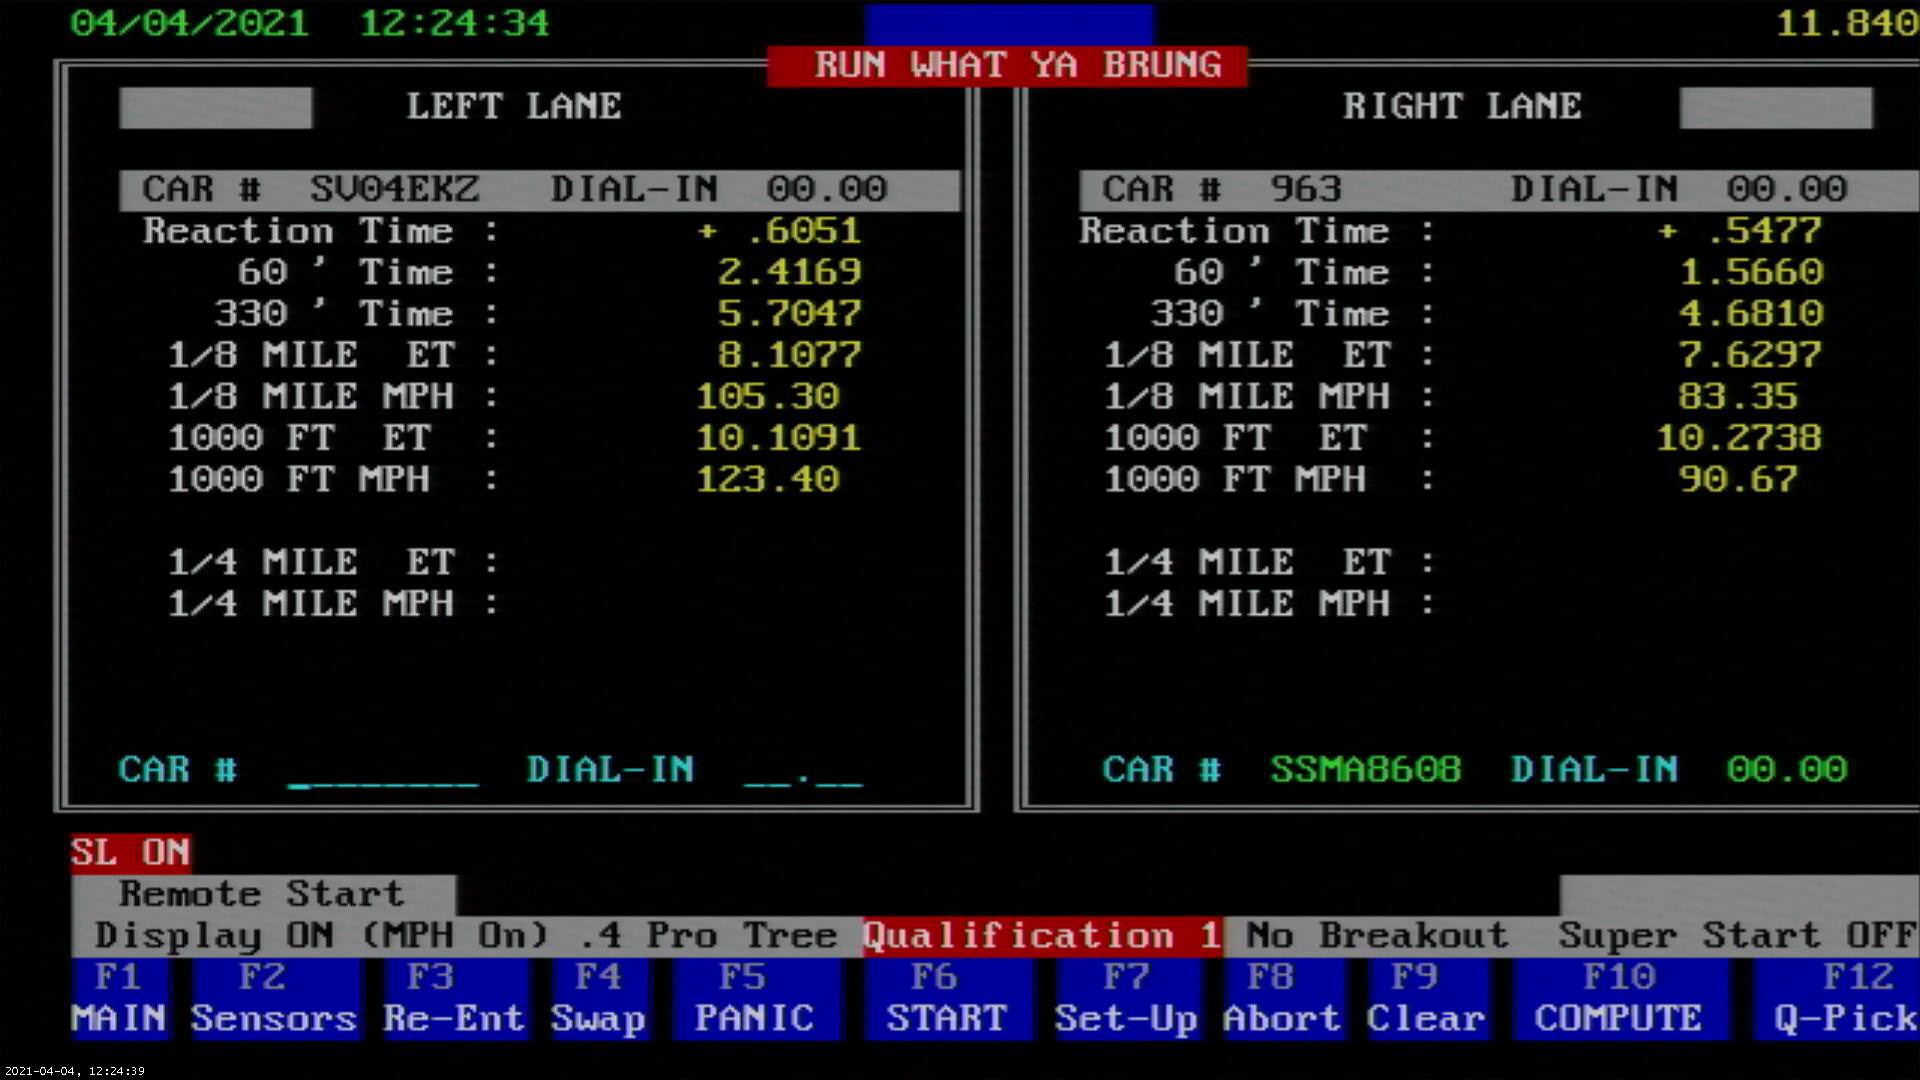 04/04/2021 12:24:34 11.840
RUN WHAT YA BRUNG
LEFT LANE
CAR # SV04EKZ DIAL-IN 00.00
Reaction Time : + .6051
60 ' Time : 2.4169
330 ' Time : 5.7047
1/8 MILE ET : 8.1077
1/8 MILE MPH : 105.30
1000 FT ET : 10.1091
1000 FT MPH : 123.40
1/4 MILE ET :
1/4 MILE MPH :
CAR # ________ DIAL-IN __.__
RIGHT LANE
CAR # 963 DIAL-IN 00.00
Reaction Time : + .5477
60 ' Time : 1.5660
330 ' Time : 4.6810
1/8 MILE ET : 7.6297
1/8 MILE MPH : 83.35
1000 FT ET : 10.2738
1000 FT MPH : 90.67
1/4 MILE ET :
1/4 MILE MPH :
CAR # SSMA8608 DIAL-IN 00.00
SL ON
Remote Start
Display ON (MPH On) .4 Pro Tree Qualification 1 No Breakout Super Start OFF
F1 F2 F3 F4 F5 F6 F7 F8 F9 F10 F12
MAIN Sensors Re-Ent Swap PANIC START Set-Up Abort Clear COMPUTE Q-Pick
2021-04-04, 12:24:39